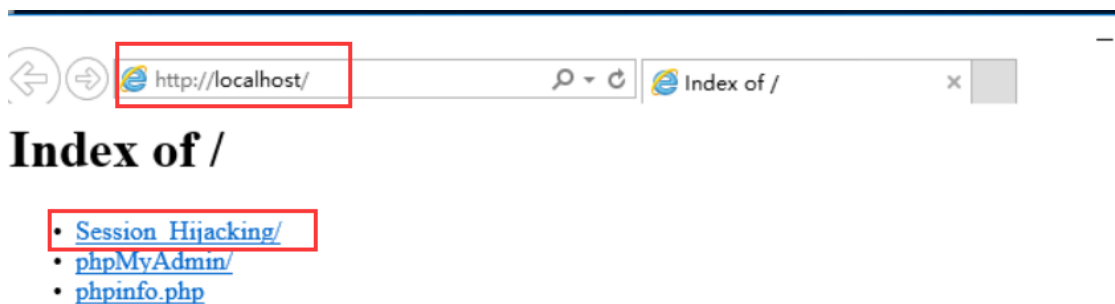 http://localhost/
Index of /
Index of /
Session_Hijacking/
phpMyAdmin/
phpinfo.php